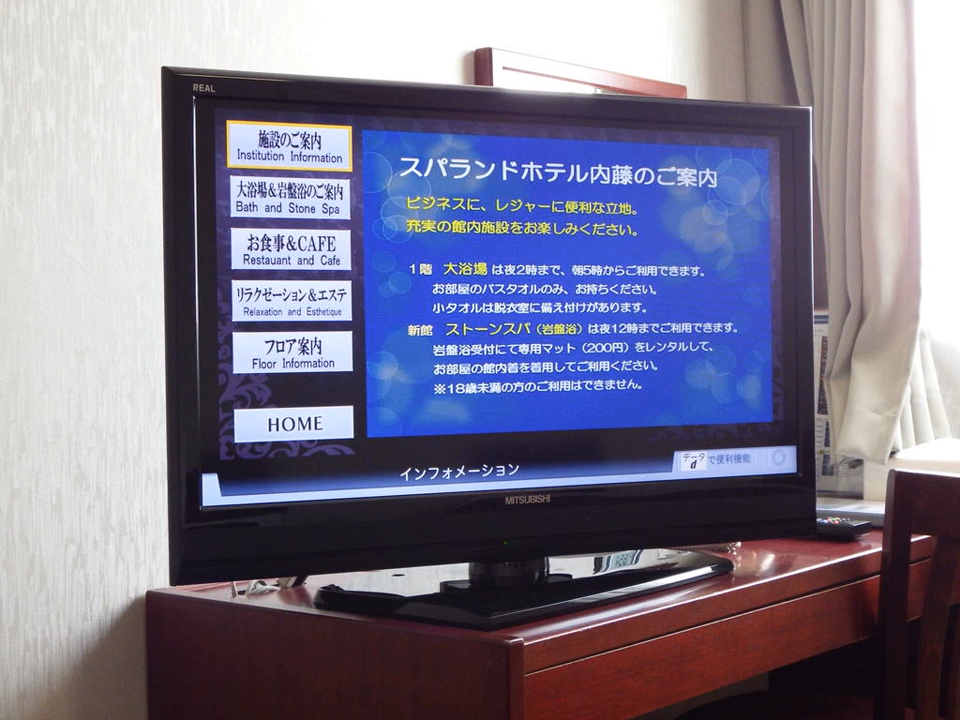 REAL
施設のご案内
Institution Information
大浴場&岩盤浴のご案内
Bath and Stone Spa
お食事&CAFE
Restauant and Cafe
リラクゼーション&エステ
Relaxation and Esthetique
フロア案内
Floor Information
HOME
スパランドホテル内藤のご案内
ビジネスに、レジャーに便利な立地。
充実の館内施設をお楽しみください。
1階 大浴場 は夜2時まで、朝5時からご利用できます。
お部屋のバスタオルのみ、お持ちください。
小タオルは脱衣室に備え付けがあります。
新館 ストーンスパ（岩盤浴）は夜12時までご利用できます。
岩盤浴受付にて専用マット（200円）をレンタルして、
お部屋の館内着を着用してご利用ください。
※18歳未満の方のご利用はできません。
インフォメーション
データ
d で便利機能
MITSUBISHI